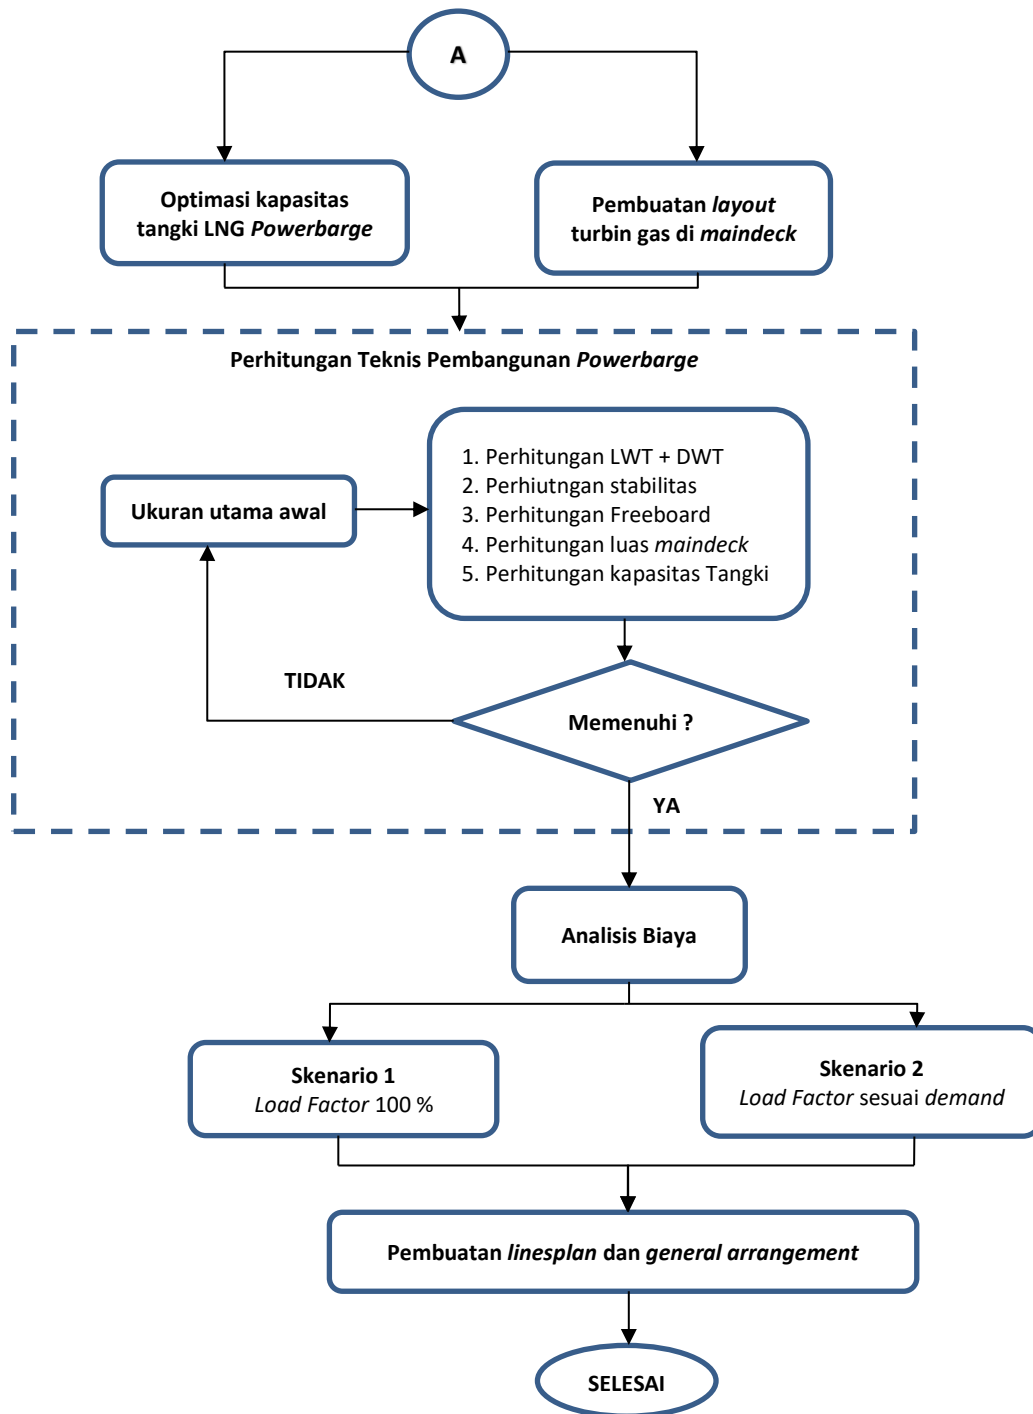 A
Optimasi kapasitas
tangki LNG Powerbarge
Pembuatan layout
turbin gas di maindeck
Perhitungan Teknis Pembangunan Powerbarge
Ukuran utama awal
1. Perhitungan LWT + DWT
2. Perhiutngan stabilitas
3. Perhitungan Freeboard
4. Perhitungan luas maindeck
5. Perhitungan kapasitas Tangki
TIDAK
Memenuhi ?
YA
Analisis Biaya
Skenario 1
Load Factor 100 %
Skenario 2
Load Factor sesuai demand
Pembuatan linesplan dan general arrangement
SELESAI